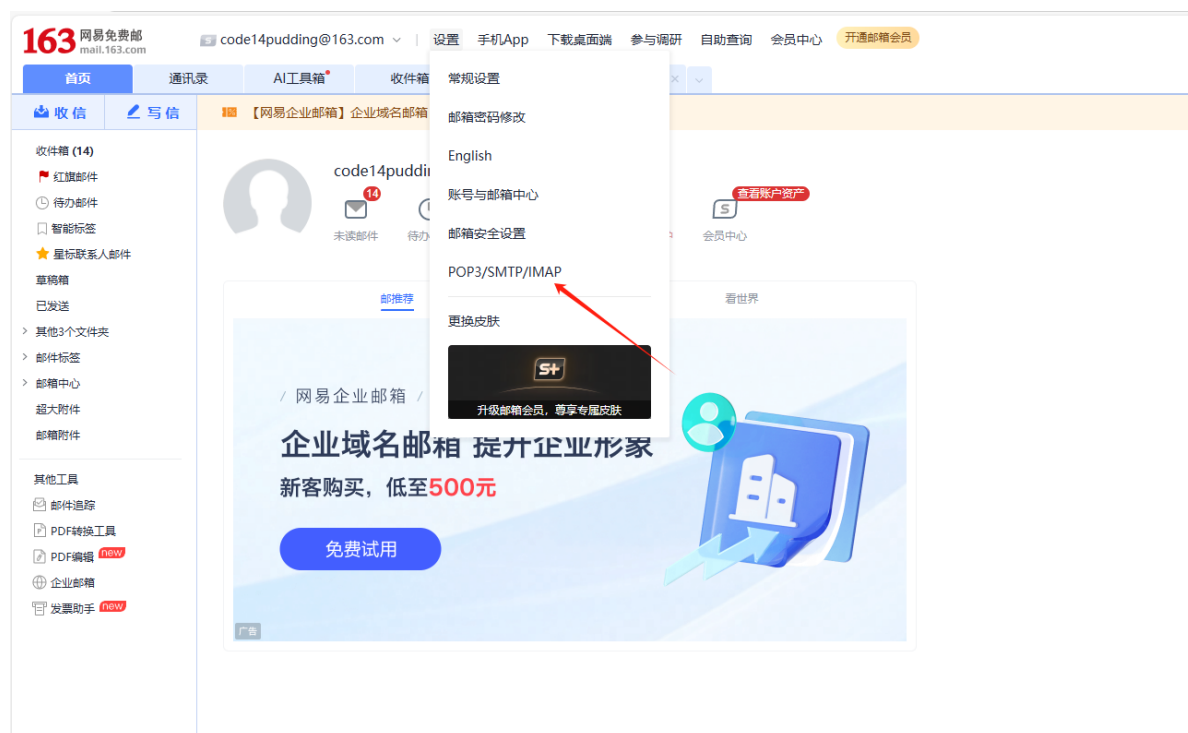 163 网易免费邮
mail.163.com
code14pudding@163.com
设置 手机App 下载桌面端 参与调研 自助查询 会员中心 开通邮箱会员
首页 通讯录 AI工具箱 收件箱
收信 写信
【网易企业邮箱】企业域名邮箱
常规设置
邮箱密码修改
English
账号与邮箱中心
邮箱安全设置
POP3/SMTP/IMAP
更换皮肤
S+
升级邮箱会员，尊享专属皮肤
收件箱 (14)
红旗邮件
待办邮件
智能标签
星标联系人邮件
草稿箱
已发送
其他3个文件夹
邮件标签
邮箱中心
超大附件
邮箱附件
其他工具
邮件追踪
PDF转换工具
PDF编辑 new
企业邮箱
发票助手 new
code14puddin
14
未读邮件 待办
查看账户资产
S
会员中心
邮推荐 看世界
/ 网易企业邮箱 /
企业域名邮箱 提升企业形象
新客购买，低至500元
免费试用
广告